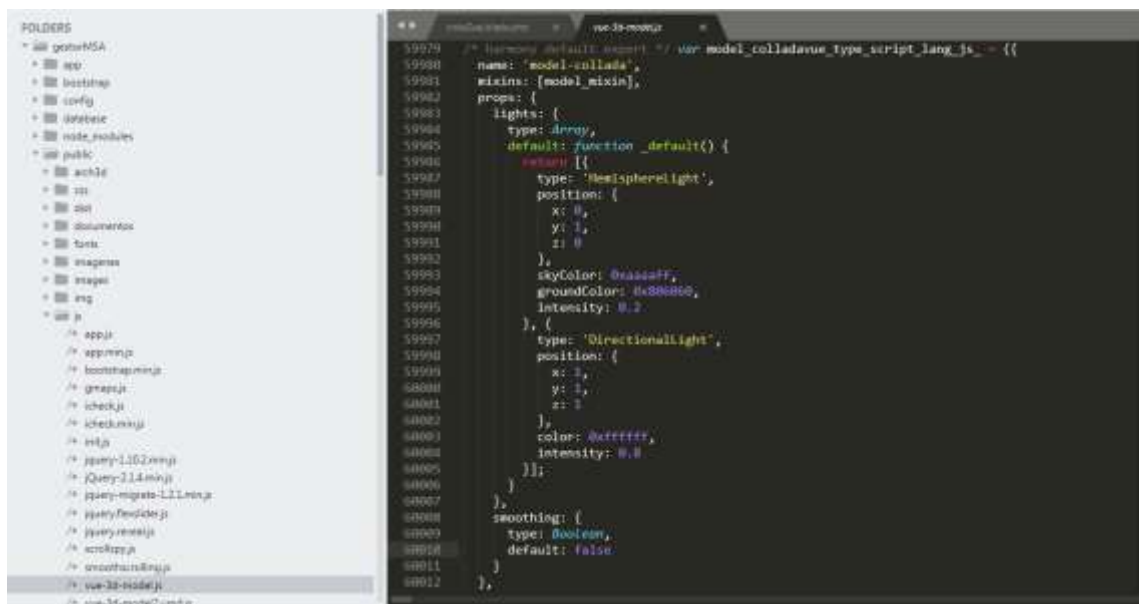 FOLDERS
gestorMSA
app
bootstrap
config
database
node_modules
public
arch3d
css
dist
documentos
fonts
imagenes
images
img
js
/* app.js
/* app.min.js
/* bootstrap.min.js
/* gmaps.js
/* icheck.js
/* icheck.min.js
/* init.js
/* jquery-1.10.2.min.js
/* jQuery-2.1.4.min.js
/* jquery-migrate-1.2.1.min.js
/* jquery.flexslider.js
/* jquery.reveal.js
/* scrollspy.js
/* smoothscrolling.js
/* vue-3d-model.js
vue-3d-model.js
59979 /* harmony default export */ var model_colladavue_type_script_lang_js_ = ({
59980 name: 'model-collada',
59981 mixins: [model_mixin],
59982 props: {
59983 lights: {
59984 type: Array,
59985 default: function _default() {
59986 return [{
59987 type: 'HemisphereLight',
59988 position: {
59989 x: 0,
59990 y: 1,
59991 z: 0
59992 },
59993 skyColor: 0xaaaaff,
59994 groundColor: 0x806060,
59995 intensity: 0.2
59996 }, {
59997 type: 'DirectionalLight',
59998 position: {
59999 x: 1,
60000 y: 1,
60001 z: 1
60002 },
60003 color: 0xffffff,
60004 intensity: 0.8
60005 }];
60006 }
60007 },
60008 smoothing: {
60009 type: Boolean,
60010 default: false
60011 }
60012 },